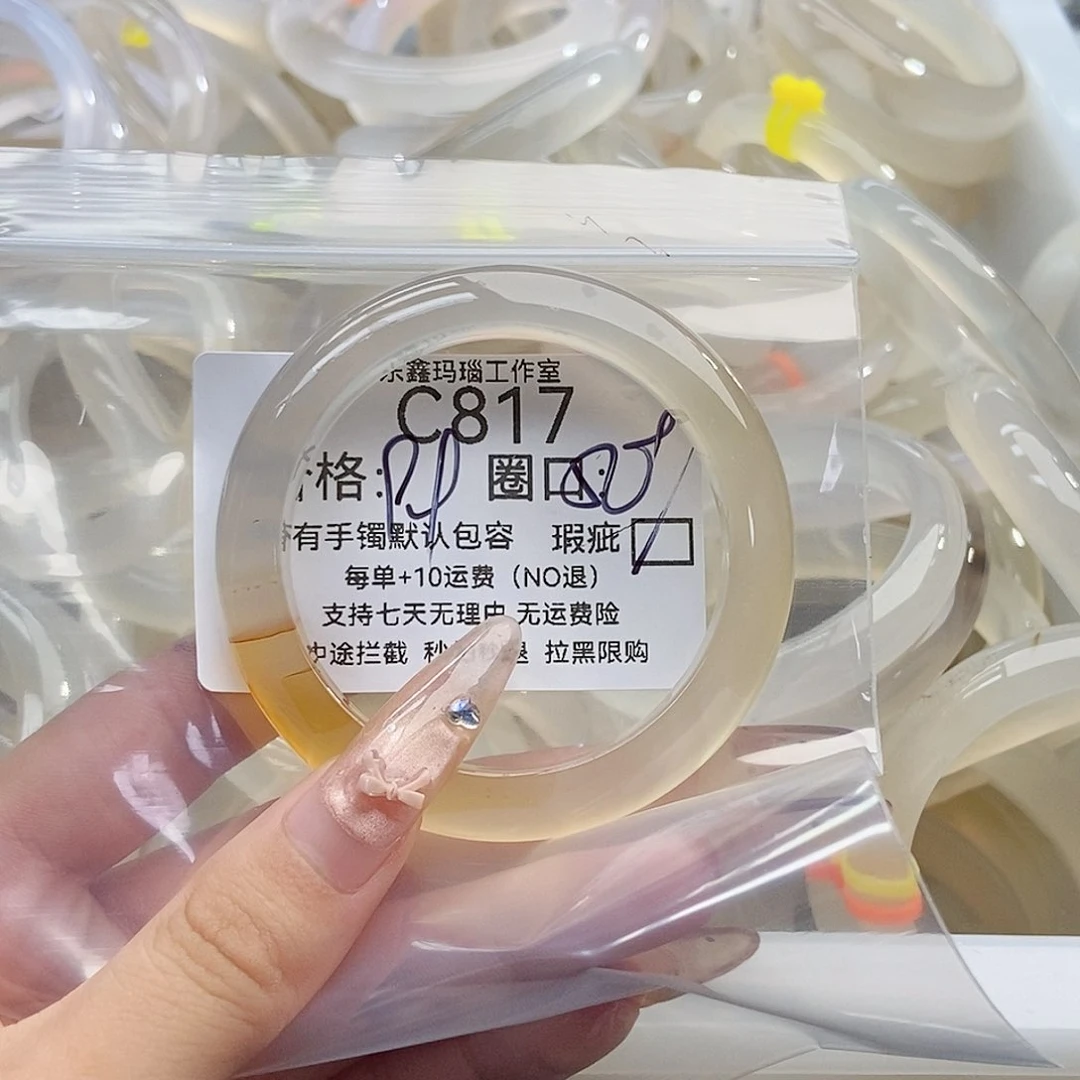 鑫玛瑙工作室
C817
格: 圈口:
有手镯默认包容 瑕疵
每单+10运费（NO退）
支持七天无理由 无运费险
中途拦截 秒 退 拉黑限购